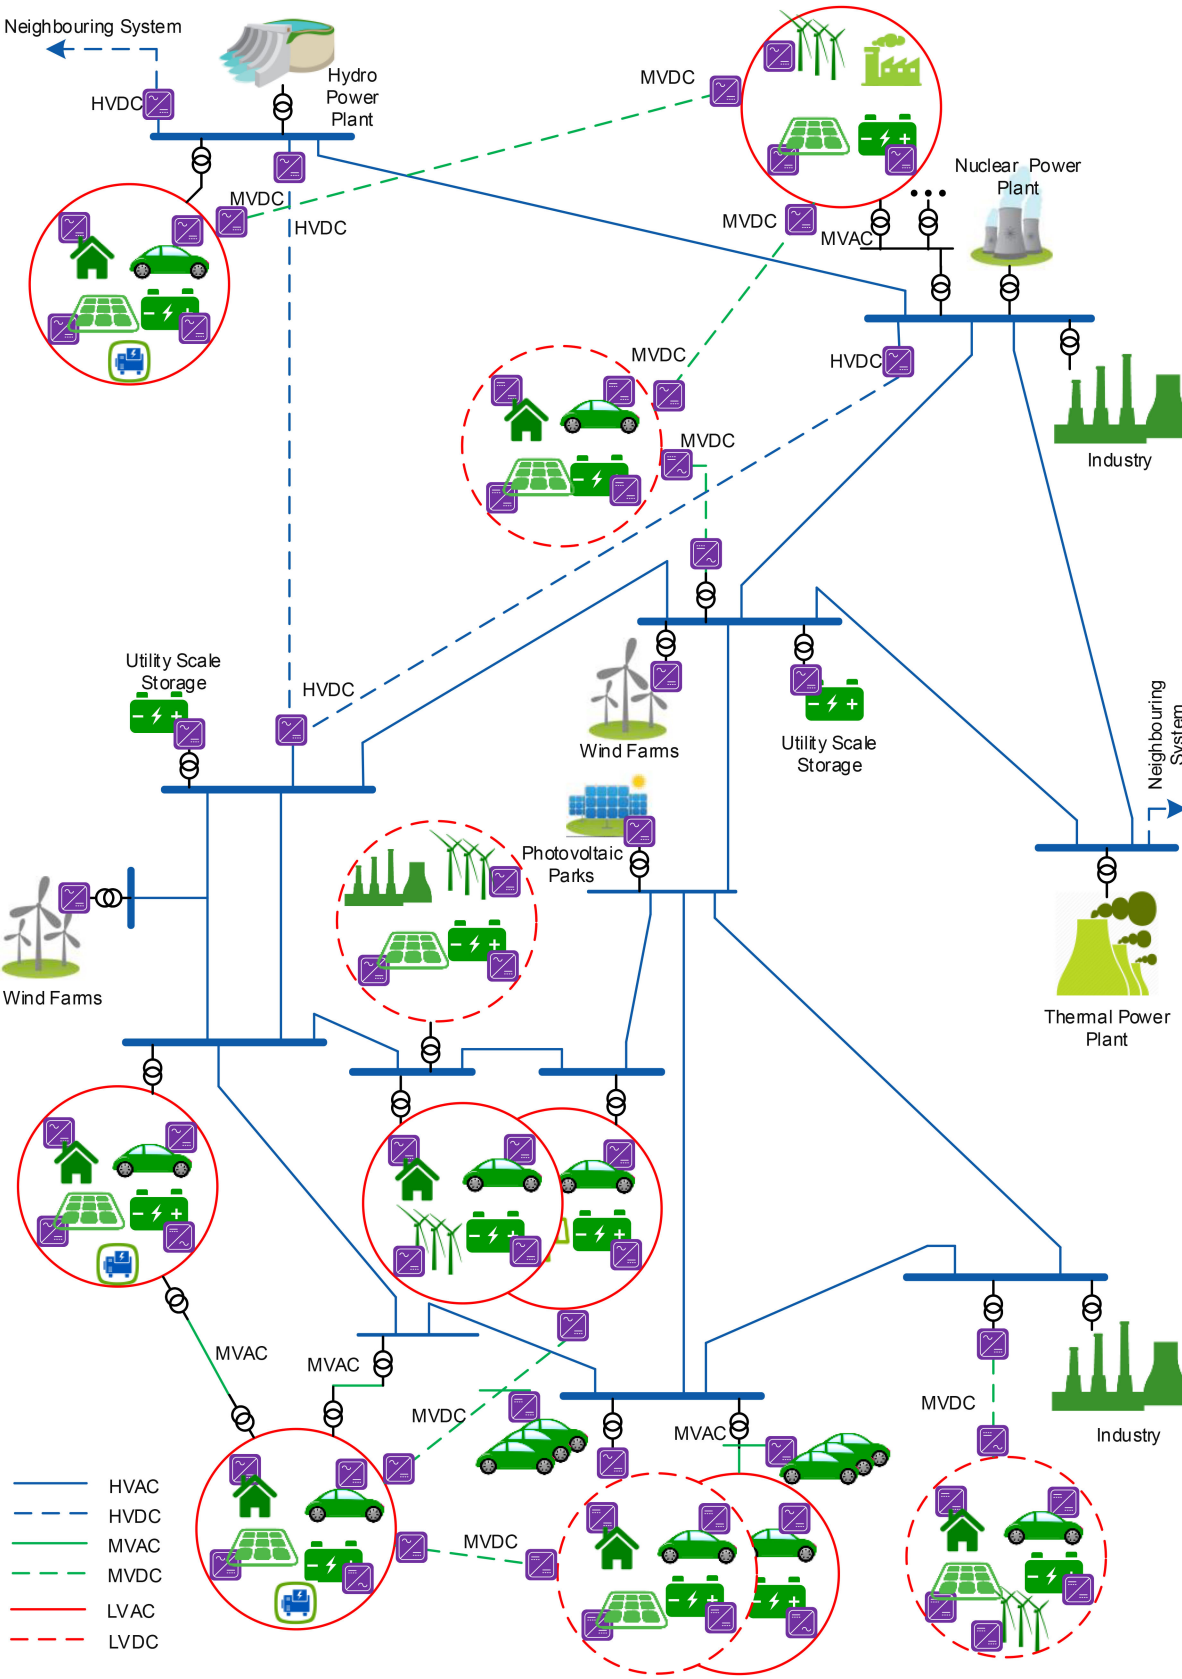 Neighbouring System
HVDC
Hydro
Power
Plant
MVDC
MVDC
HVDC
MVDC
MVAC
Nuclear Power
Plant
HVDC
Industry
MVDC
MVDC
Utility Scale
Storage
HVDC
Wind Farms
Utility Scale
Storage
Neighbouring
System
Photovoltaic
Parks
Wind Farms
Thermal Power
Plant
MVAC
MVAC
MVDC
MVAC
MVDC
Industry
MVDC
HVAC
HVDC
MVAC
MVDC
LVAC
LVDC